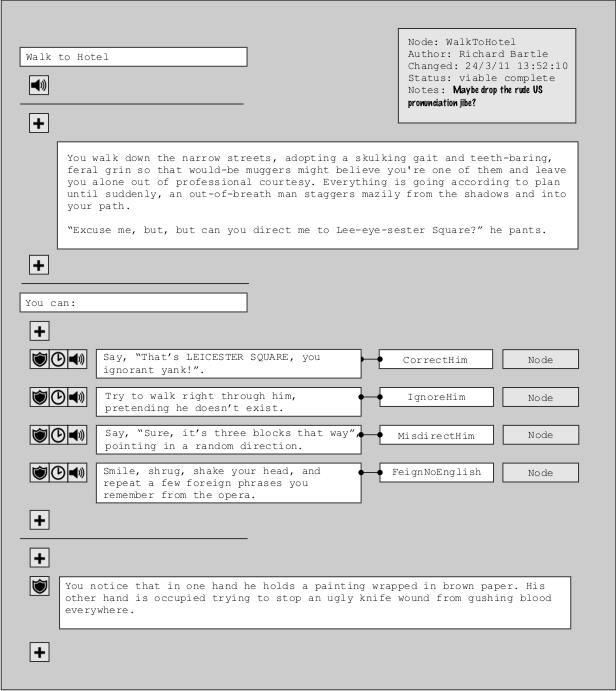 Walk to Hotel
Node: WalkToHotel
Author: Richard Bartle
Changed: 24/3/11 13:52:10
Status: viable complete
Notes: Maybe drop the rude US
pronunciation jibe?
You walk down the narrow streets, adopting a skulking gait and teeth-baring,
feral grin so that would-be muggers might believe you're one of them and leave
you alone out of professional courtesy. Everything is going according to plan
until suddenly, an out-of-breath man staggers mazily from the shadows and into
your path.
“Excuse me, but, but can you direct me to Lee-eye-sester Square?” he pants.
You can:
Say, “That's LEICESTER SQUARE, you
ignorant yank!”.
CorrectHim
Node
Try to walk right through him,
pretending he doesn't exist.
IgnoreHim
Node
Say, “Sure, it's three blocks that way”,
pointing in a random direction.
MisdirectHim
Node
Smile, shrug, shake your head, and
repeat a few foreign phrases you
remember from the opera.
FeignNoEnglish
Node
You notice that in one hand he holds a painting wrapped in brown paper. His
other hand is occupied trying to stop an ugly knife wound from gushing blood
everywhere.